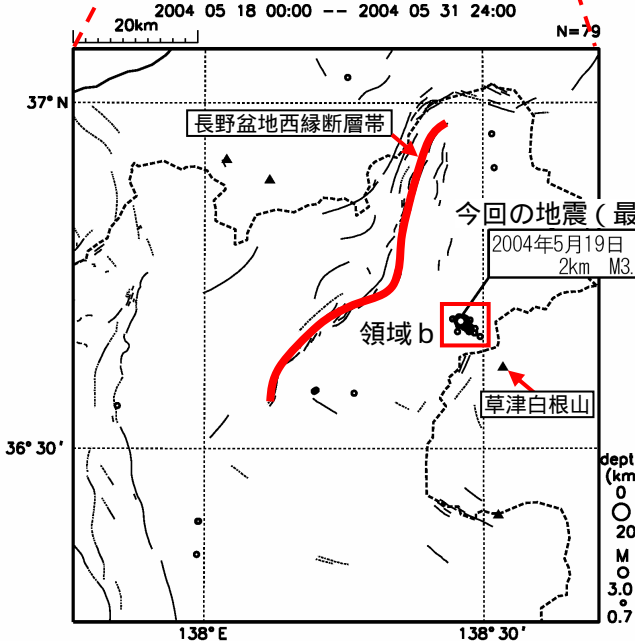 2004 05 18 00:00 -- 2004 05 31 24:00
20km
N=79
37° N
長野盆地西縁断層帯
今回の地震(最
2004年5月19日
2km M3.
領域b
草津白根山
36° 30′
dept
(km
0
20
M
3.0
0.7
138° E
138° 30′